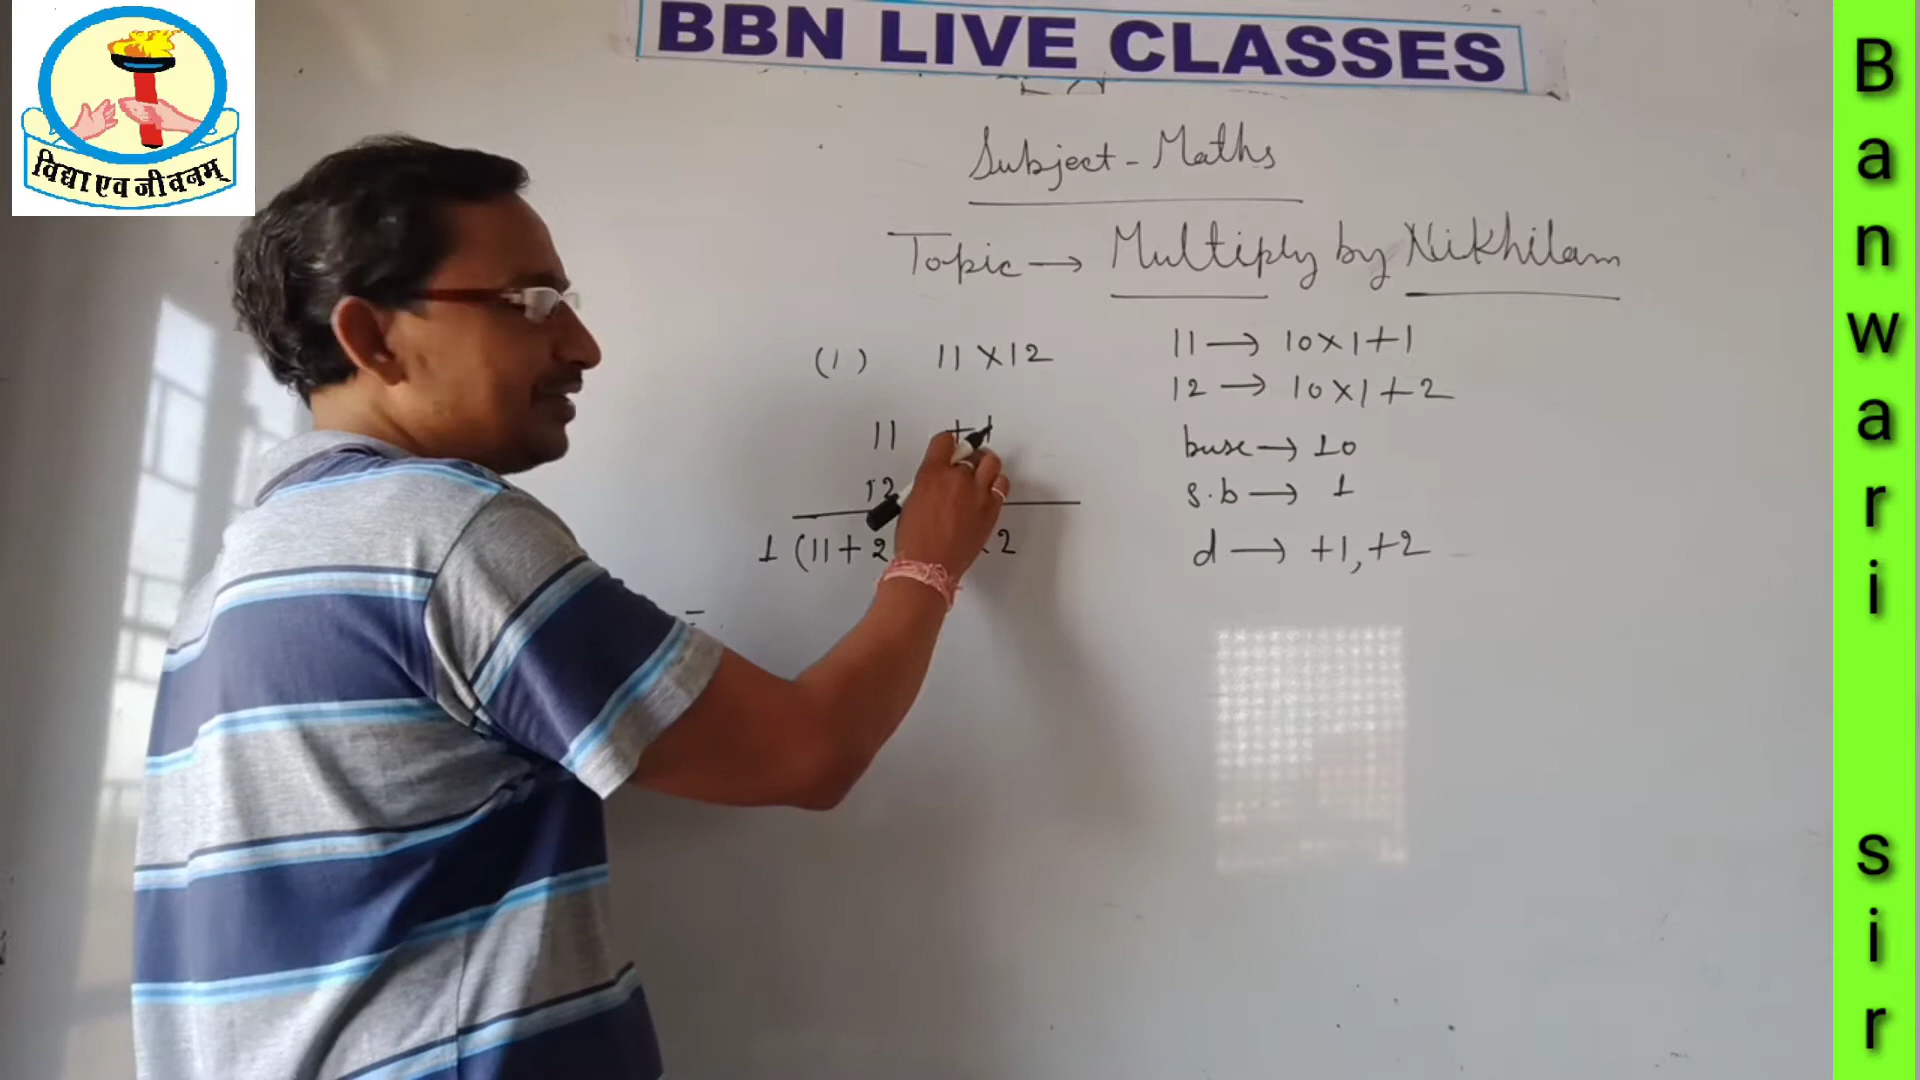 BBN LIVE CLASSES
विद्या एव जीवनम्
Subject - Maths
Topic → Multiply by Nikhilam
(1) 11 × 12
11 → 10×1+1
12 → 10×1+2
11 +1
12
1 (11+2 2
=
base → 10
s.b → 1
d → +1, +2
Banwari sir